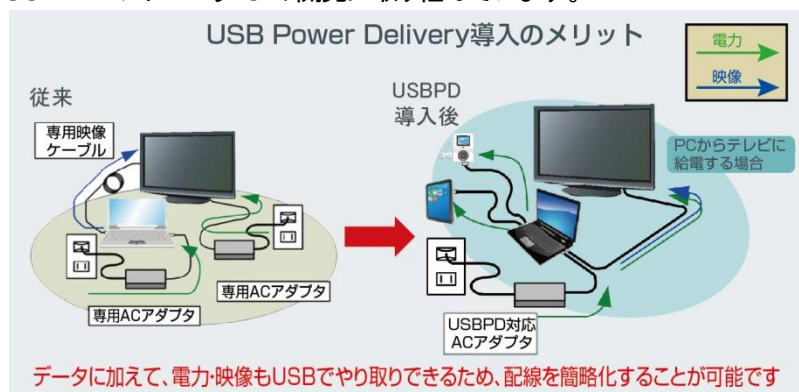 USB Power Delivery導入のメリット
電力
映像
従来
専用映像
ケーブル
専用ACアダプタ
専用ACアダプタ
USBPD
導入後
PCからテレビに
給電する場合
USBPD対応
ACアダプタ
データに加えて、電力・映像もUSBでやり取りできるため、配線を簡略化することが可能です